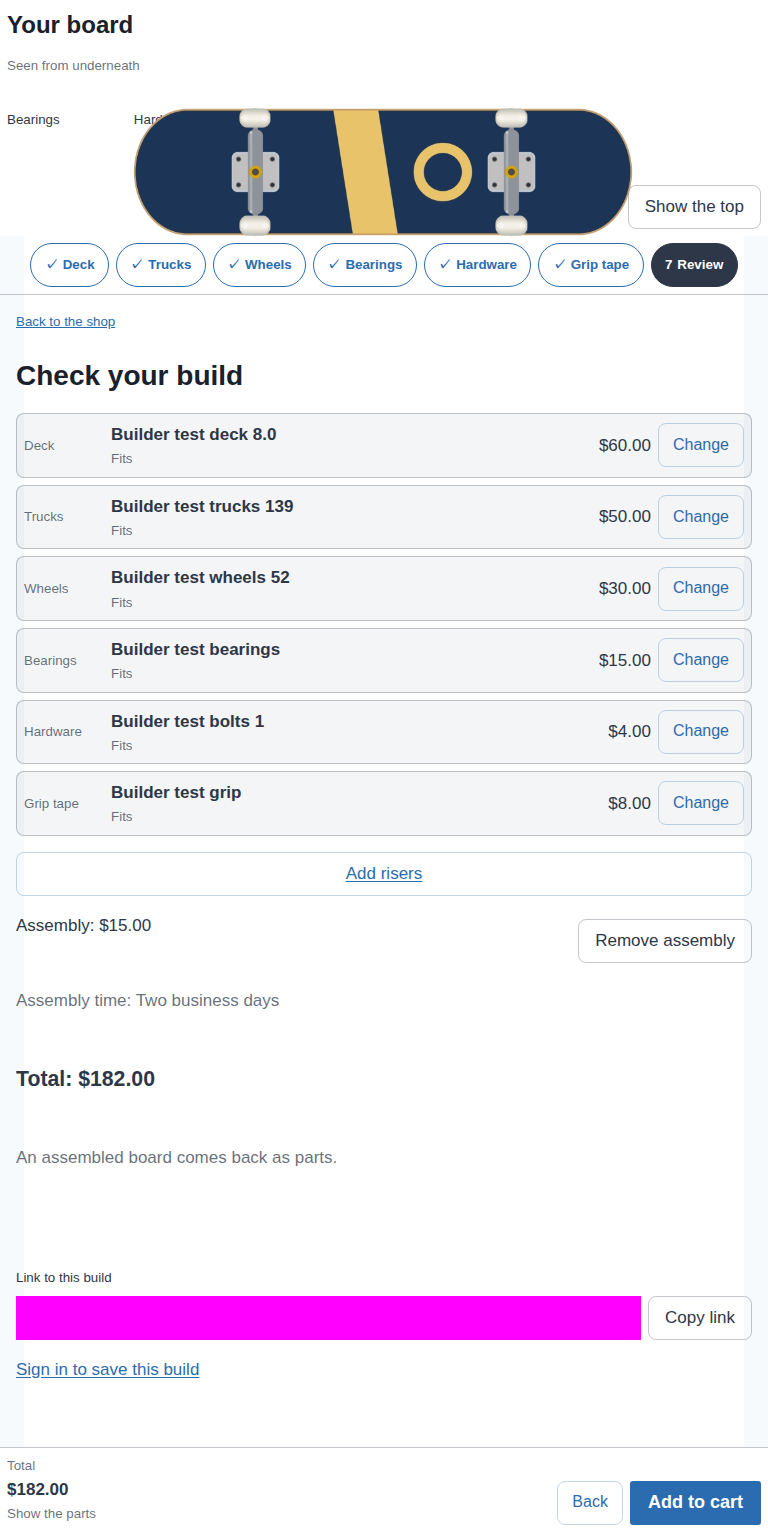 Your board
Seen from underneath
Bearings
Show the top
✓ Deck ✓ Trucks ✓ Wheels ✓ Bearings ✓ Hardware ✓ Grip tape 7 Review
Back to the shop
Check your build
Deck
Builder test deck 8.0
Fits
$60.00
Change
Trucks
Builder test trucks 139
Fits
$50.00
Change
Wheels
Builder test wheels 52
Fits
$30.00
Change
Bearings
Builder test bearings
Fits
$15.00
Change
Hardware
Builder test bolts 1
Fits
$4.00
Change
Grip tape
Builder test grip
Fits
$8.00
Change
Add risers
Assembly: $15.00
Remove assembly
Assembly time: Two business days
Total: $182.00
An assembled board comes back as parts.
Link to this build
Copy link
Sign in to save this build
Total
$182.00
Show the parts
Back
Add to cart